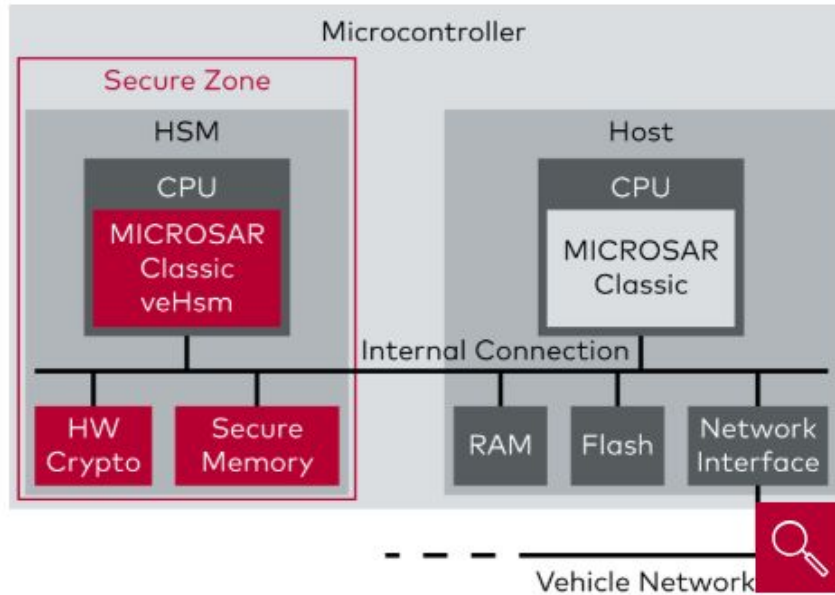 Microcontroller
Secure Zone
HSM
CPU
MICROSAR
Classic
veHsm
Host
CPU
MICROSAR
Classic
Internal Connection
HW
Crypto
Secure
Memory
RAM
Flash
Network
Interface
Vehicle Network